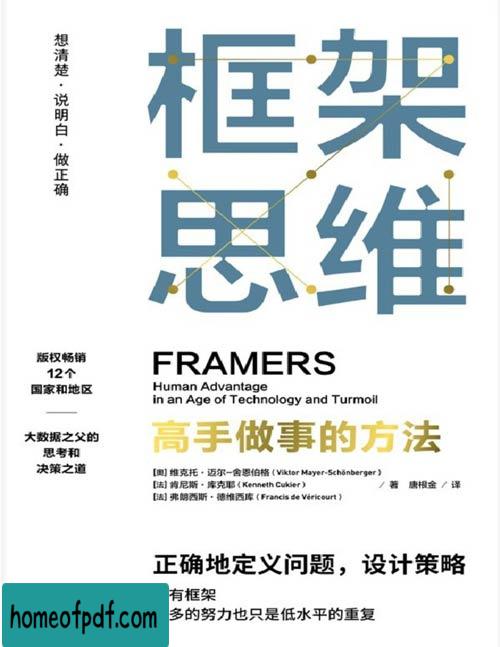 想清楚·说明白·做正确
框架
思维
版权畅销
12个
国家和地区
大数据之父的
思考和
决策之道
FRAMERS
Human Advantage
in an Age of Technology and Turmoil
高手做事的方法
[奥] 维克托·迈尔-舍恩伯格（Viktor Mayer-Schönberger）
[法] 肯尼斯·库克耶（Kenneth Cukier） /著 唐根金/译
[法] 弗朗西斯·德维西库（Francis de Véricourt）
正确地定义问题，设计策略
有框架
多的努力也只是低水平的重复
homeofpdf.com